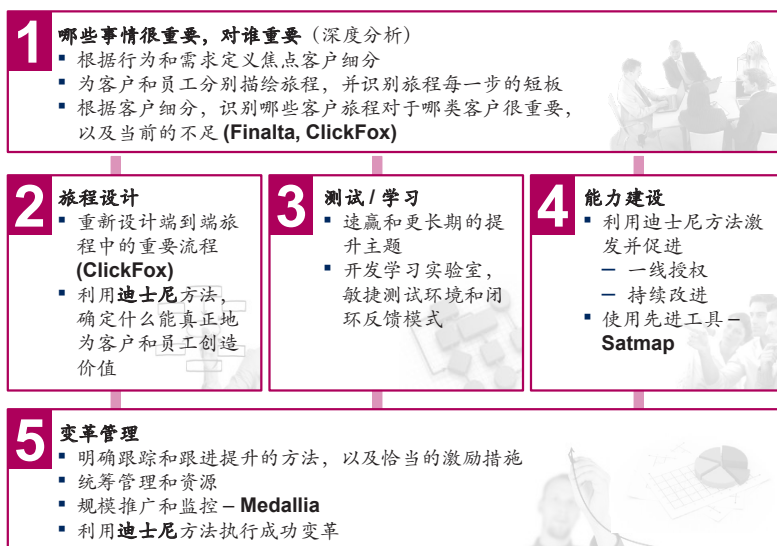 1
哪些事情很重要，对谁重要（深度分析）
▪ 根据行为和需求定义焦点客户细分
▪ 为客户和员工分别描绘旅程，并识别旅程每一步的短板
▪ 根据客户细分，识别哪些客户旅程对于哪类客户很重要，
以及当前的不足 (Finalta, ClickFox)
2
旅程设计
▪ 重新设计端到端旅
程中的重要流程
(ClickFox)
▪ 利用迪士尼方法，
确定什么能真正地
为客户和员工创造
价值
3
测试 / 学习
▪ 速赢和更长期的提
升主题
▪ 开发学习实验室，
敏捷测试环境和闭
环反馈模式
4
能力建设
▪ 利用迪士尼方法激
发并促进
– 一线授权
– 持续改进
▪ 使用先进工具 –
Satmap
5
变革管理
▪ 明确跟踪和跟进提升的方法，以及恰当的激励措施
▪ 统筹管理和资源
▪ 规模推广和监控 – Medallia
▪ 利用迪士尼方法执行成功变革